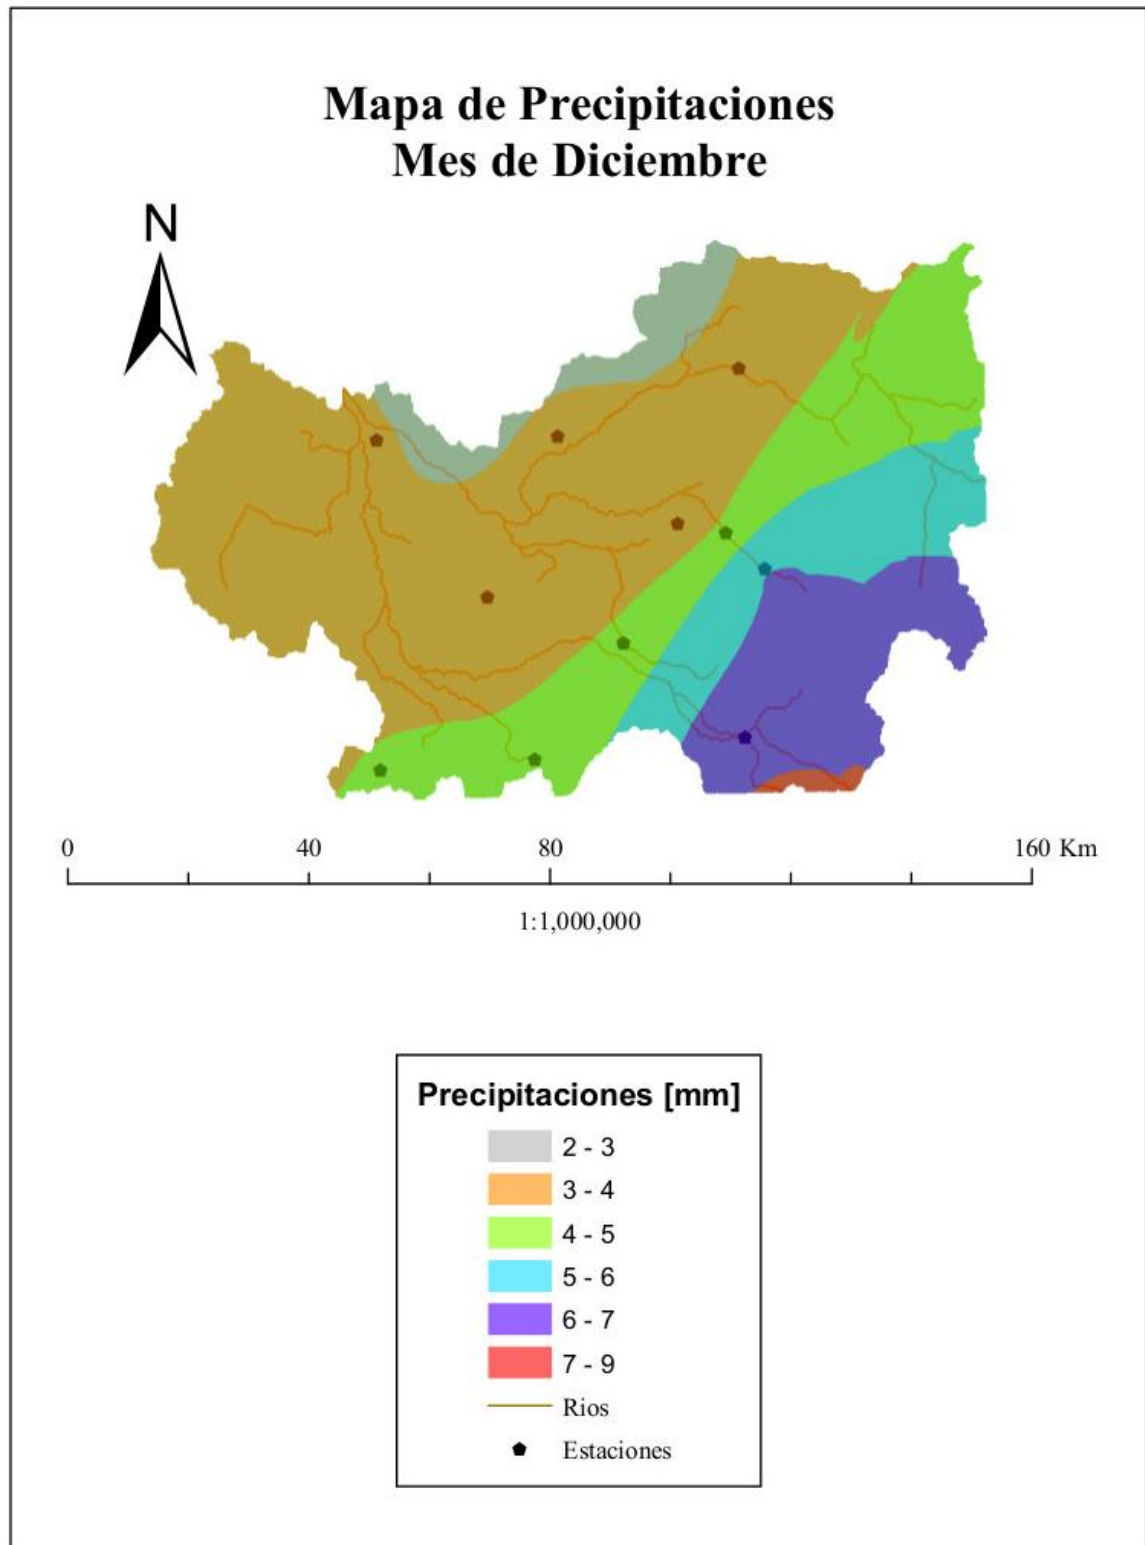 Mapa de Precipitaciones
Mes de Diciembre
N
0 40 80 160 Km
1:1,000,000
Precipitaciones [mm]
2 - 3
3 - 4
4 - 5
5 - 6
6 - 7
7 - 9
Rios
Estaciones